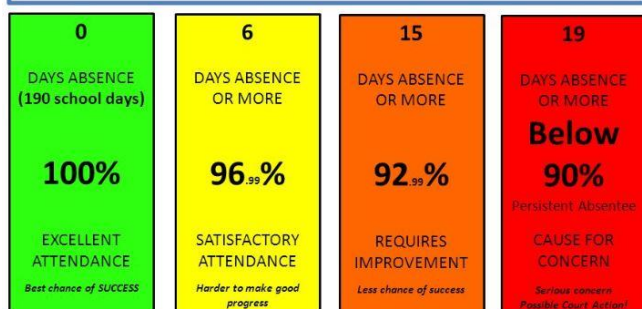 0
DAYS ABSENCE
(190 school days)
100%
EXCELLENT
ATTENDANCE
Best chance of SUCCESS
6
DAYS ABSENCE
OR MORE
96.99%
SATISFACTORY
ATTENDANCE
Harder to make good
progress
15
DAYS ABSENCE
OR MORE
92.99%
REQUIRES
IMPROVEMENT
Less chance of success
19
DAYS ABSENCE
OR MORE
Below
90%
Persistent Absentee
CAUSE FOR
CONCERN
Serious concern
Possible Court Action!